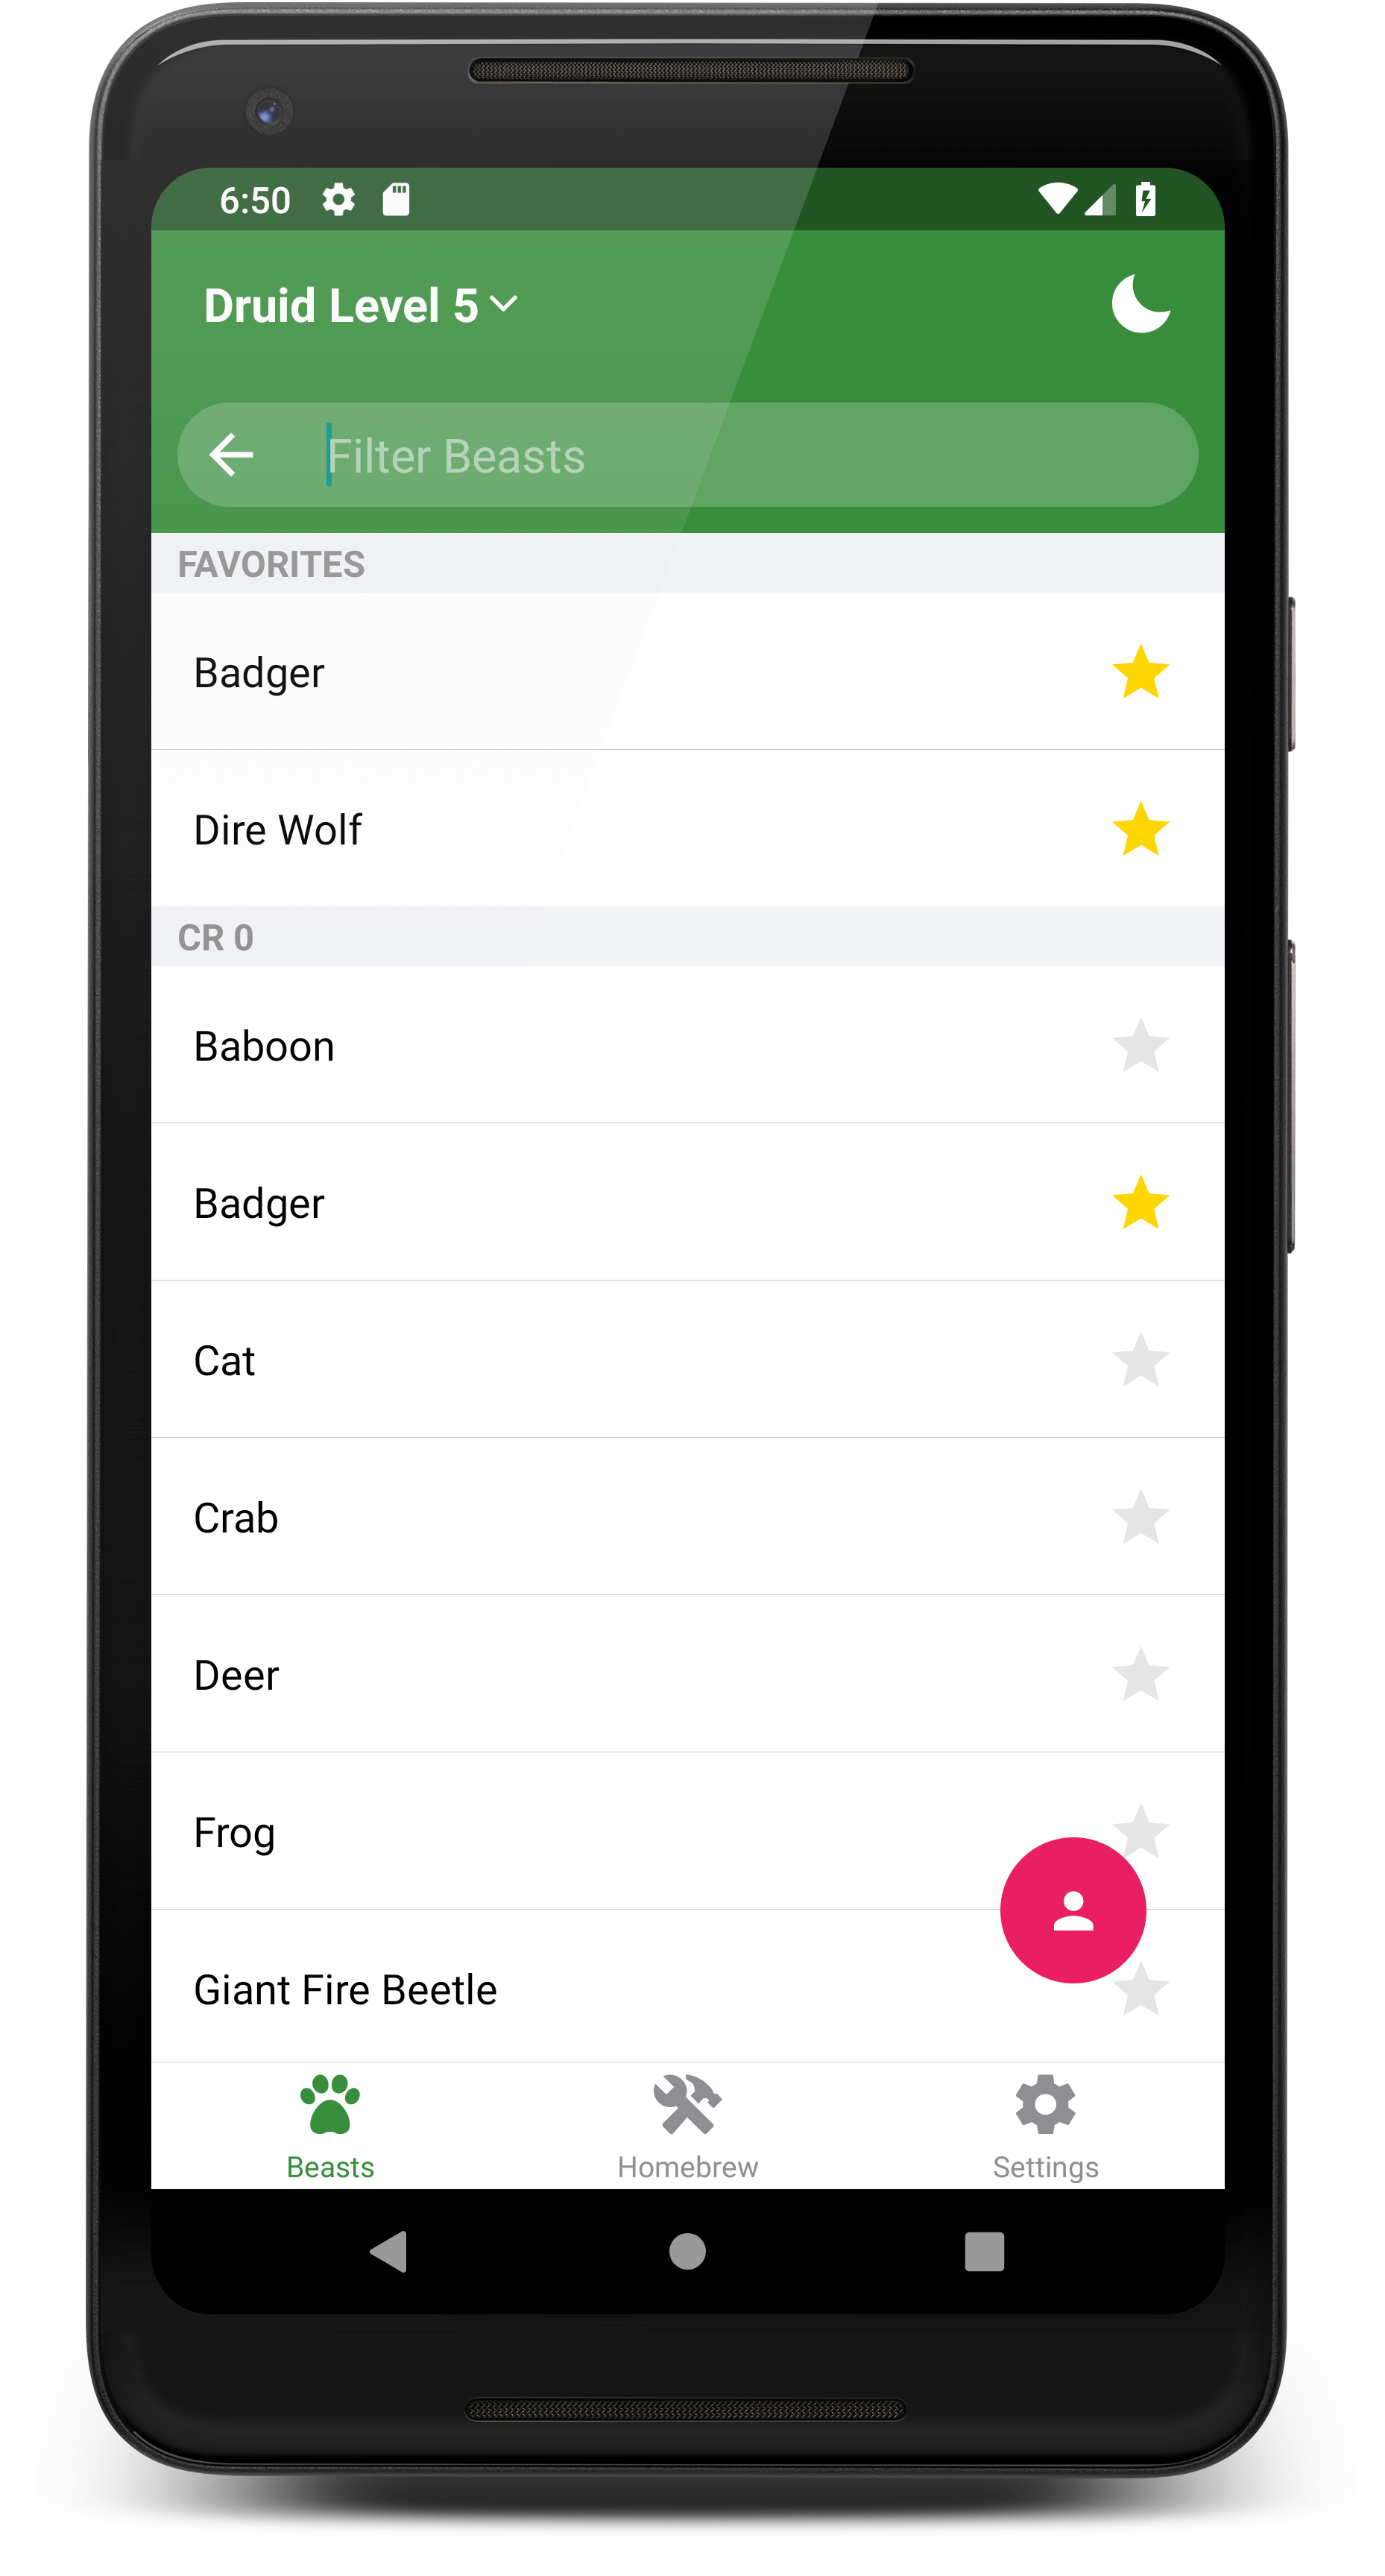 6:50
Druid Level 5
Filter Beasts
FAVORITES
Badger
Dire Wolf
CR 0
Baboon
Badger
Cat
Crab
Deer
Frog
Giant Fire Beetle
Beasts Homebrew Settings